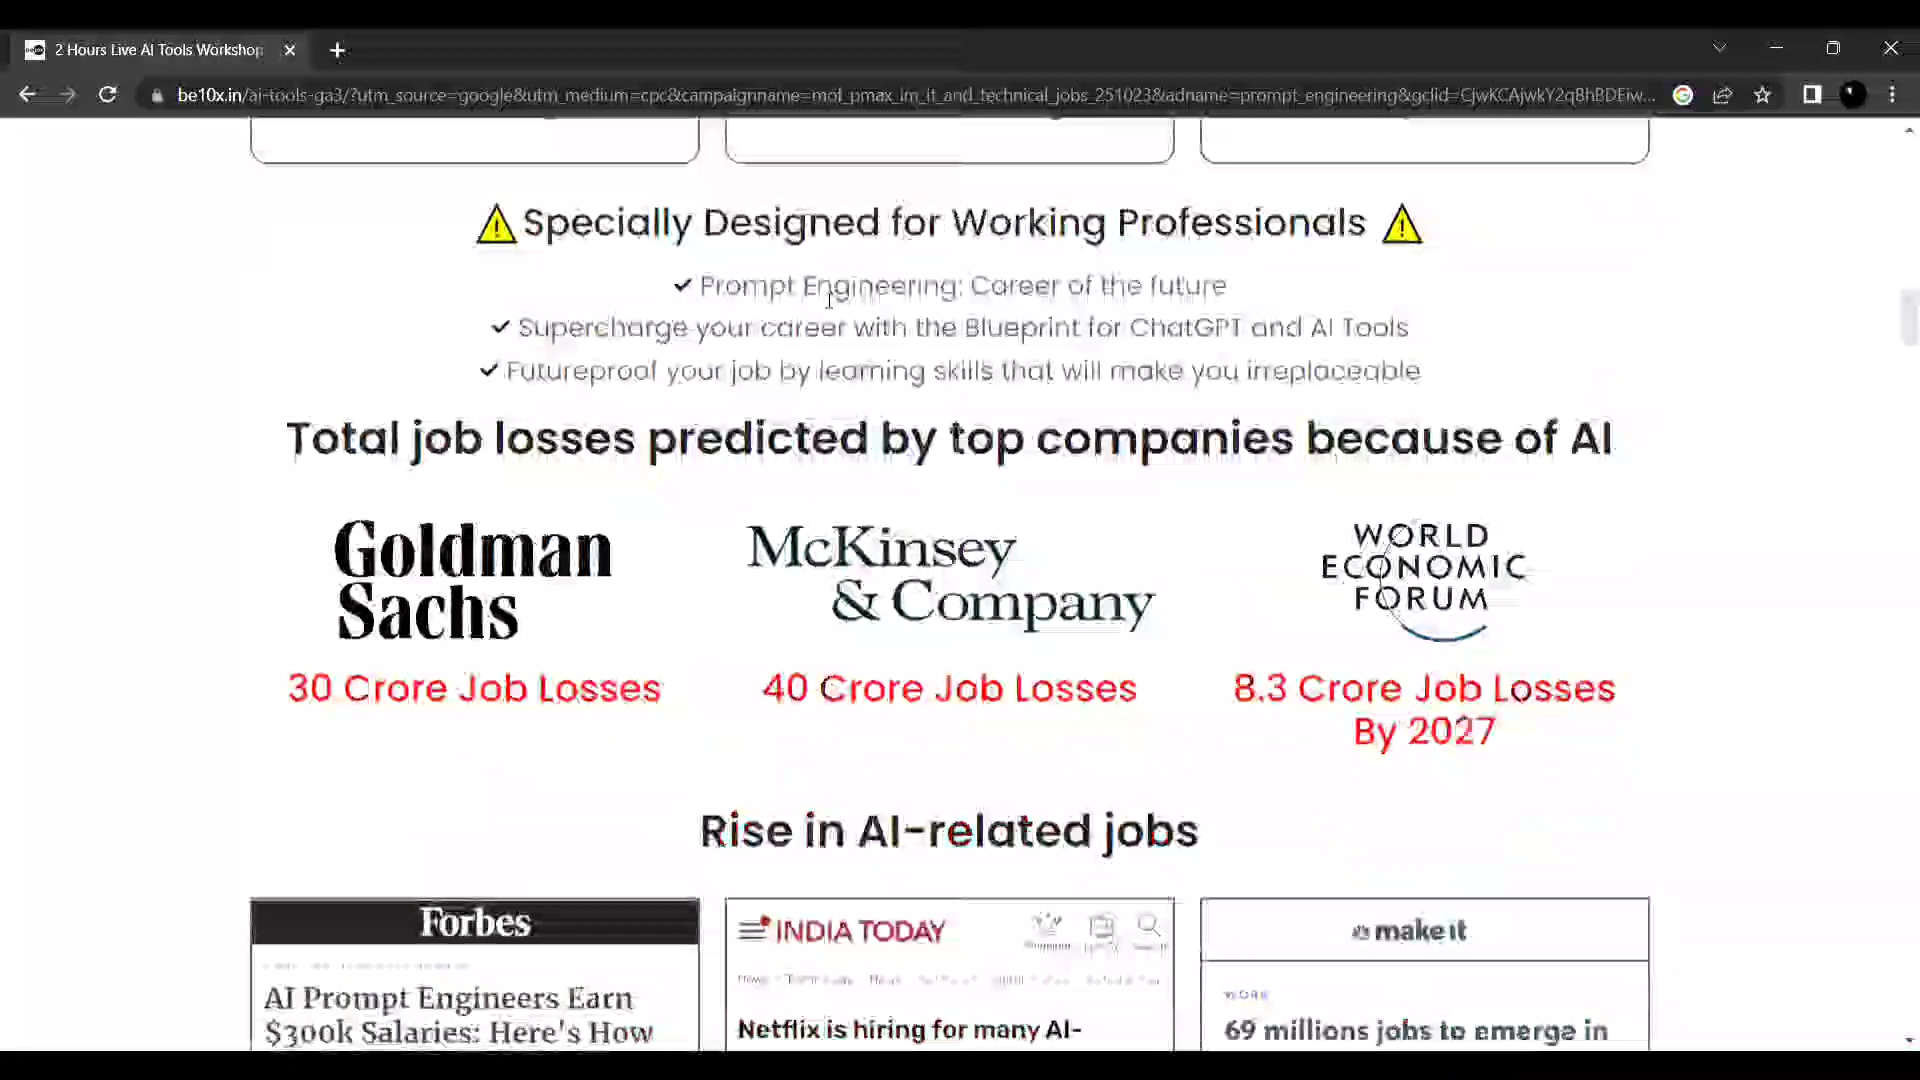 2 Hours Live AI Tools Workshop
be10x.in/ai-tools-ga3/?utm_source=google&utm_medium=cpc&campaignname=mol_pmax_im_it_and_technical_jobs_251023&adname=prompt_engineering&gclid=CjwKCAjwkY2qBhBDEiw...
Specially Designed for Working Professionals
✓ Prompt Engineering: Career of the future
✓ Supercharge your career with the Blueprint for ChatGPT and AI Tools
✓ Futureproof your job by learning skills that will make you irreplaceable
Total job losses predicted by top companies because of AI
Goldman
Sachs
McKinsey
& Company
WORLD
ECONOMIC
FORUM
30 Crore Job Losses
40 Crore Job Losses
8.3 Crore Job Losses
By 2027
Rise in AI-related jobs
Forbes
AI Prompt Engineers Earn
$300k Salaries: Here's How
INDIA TODAY
Netflix is hiring for many AI-
make it
WORK
69 millions jobs to emerge in